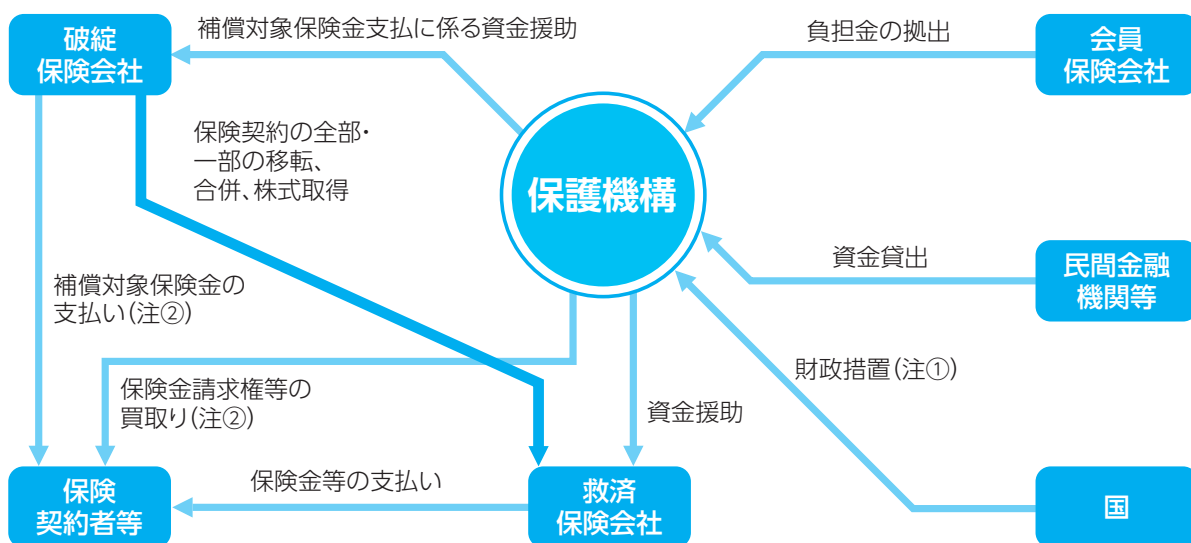 破綻
保険会社
補償対象保険金支払に係る資金援助
負担金の拠出
会員
保険会社
保険契約の全部・
一部の移転、
合併、株式取得
保護機構
補償対象保険金の
支払い(注②)
資金貸出
民間金融
機関等
保険金請求権等の
買取り(注②)
財政措置(注①)
資金援助
保険
契約者等
保険金等の支払い
救済
保険会社
国